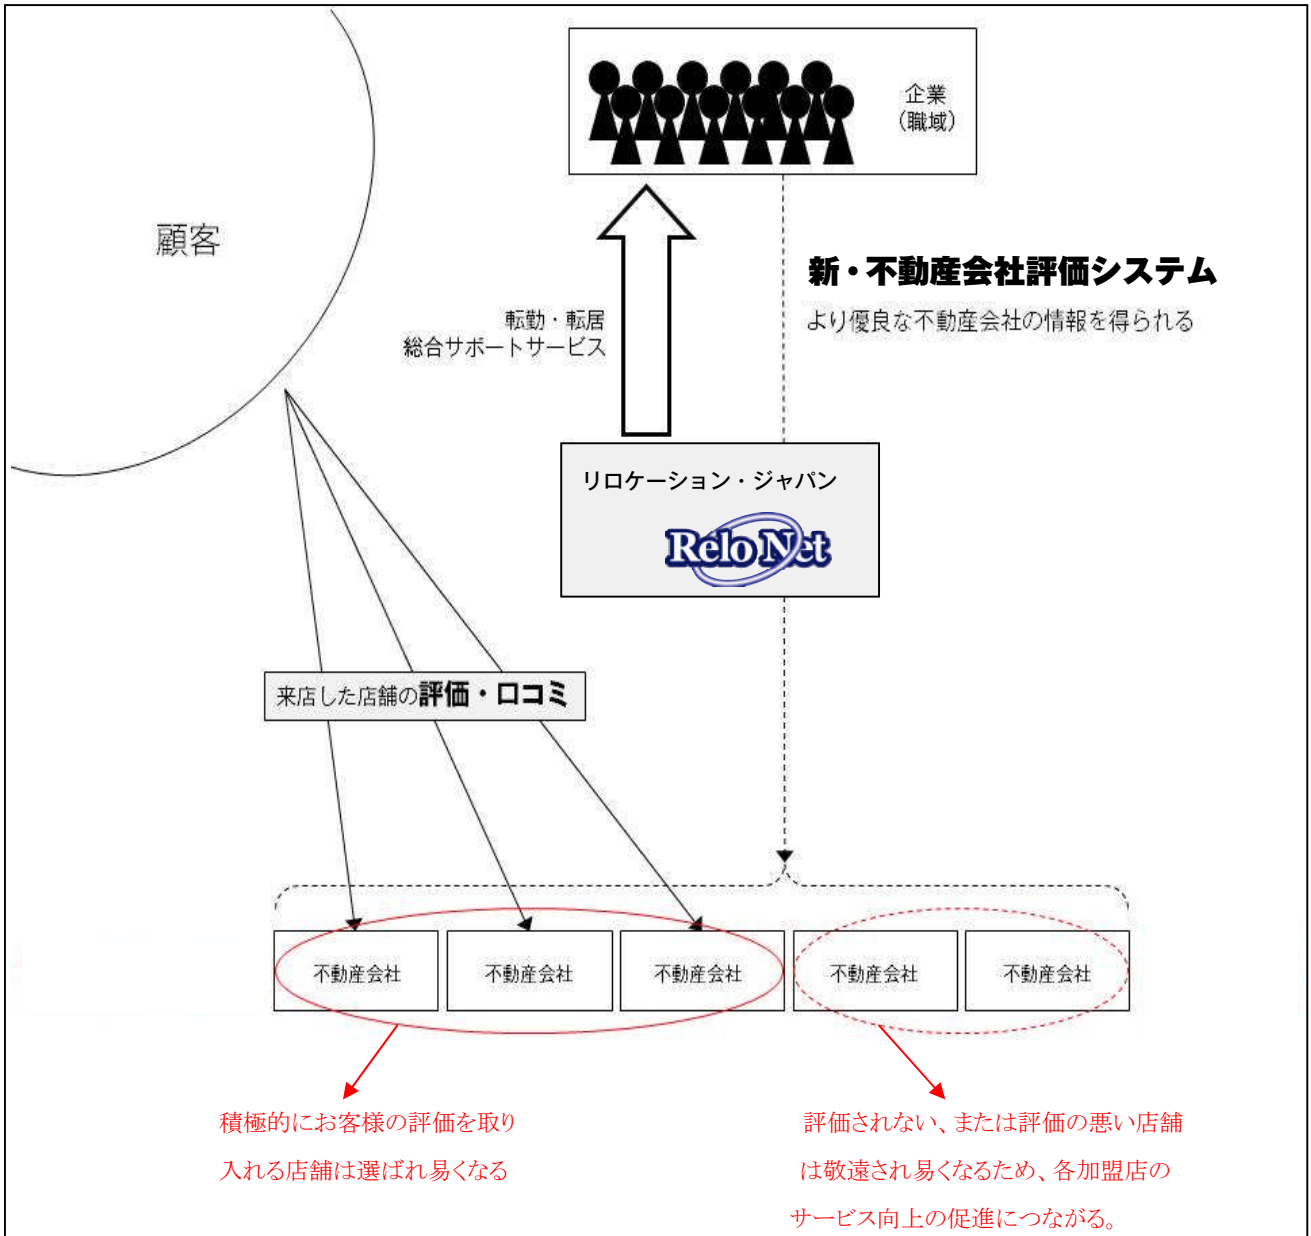 企業
（職域）
顧客
新・不動産会社評価システム
より優良な不動産会社の情報を得られる
転勤・転居
総合サポートサービス
リロケーション・ジャパン
Relo Net
来店した店舗の評価・口コミ
不動産会社
不動産会社
不動産会社
不動産会社
不動産会社
積極的にお客様の評価を取り
入れる店舗は選ばれ易くなる
評価されない、または評価の悪い店舗
は敬遠され易くなるため、各加盟店の
サービス向上の促進につながる。